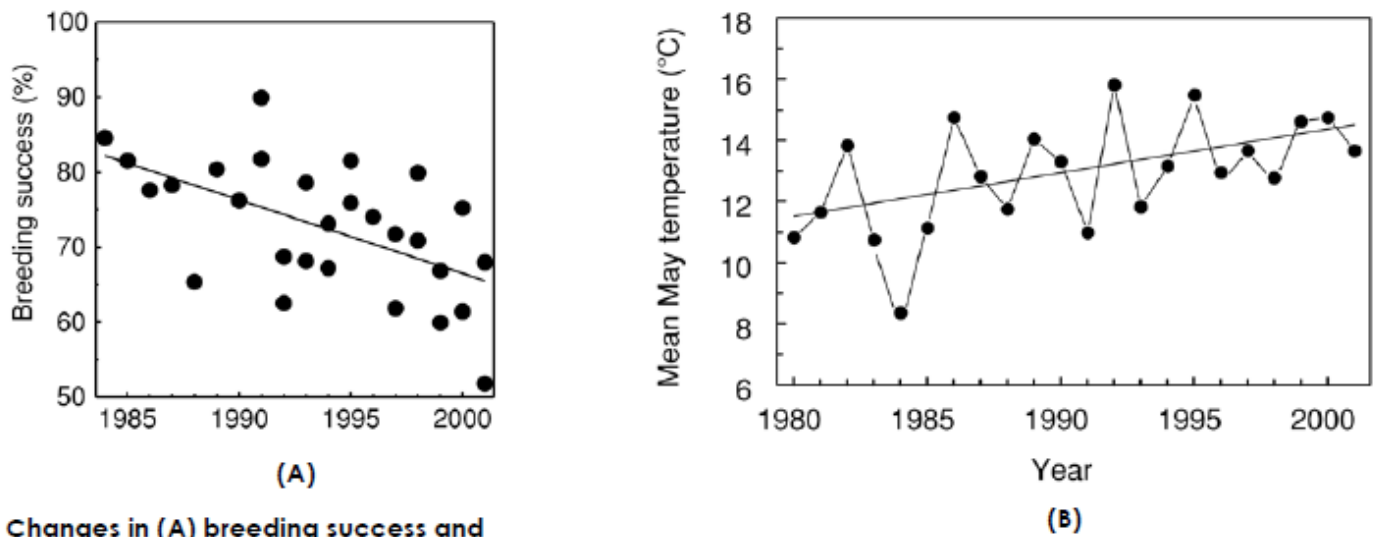 Breeding success (%)
100
90
80
70
60
50
1985 1990 1995 2000
(A)
Changes in (A) breeding success and
Mean May temperature (°C)
18
16
14
12
10
8
6
1980 1985 1990 1995 2000
Year
(B)